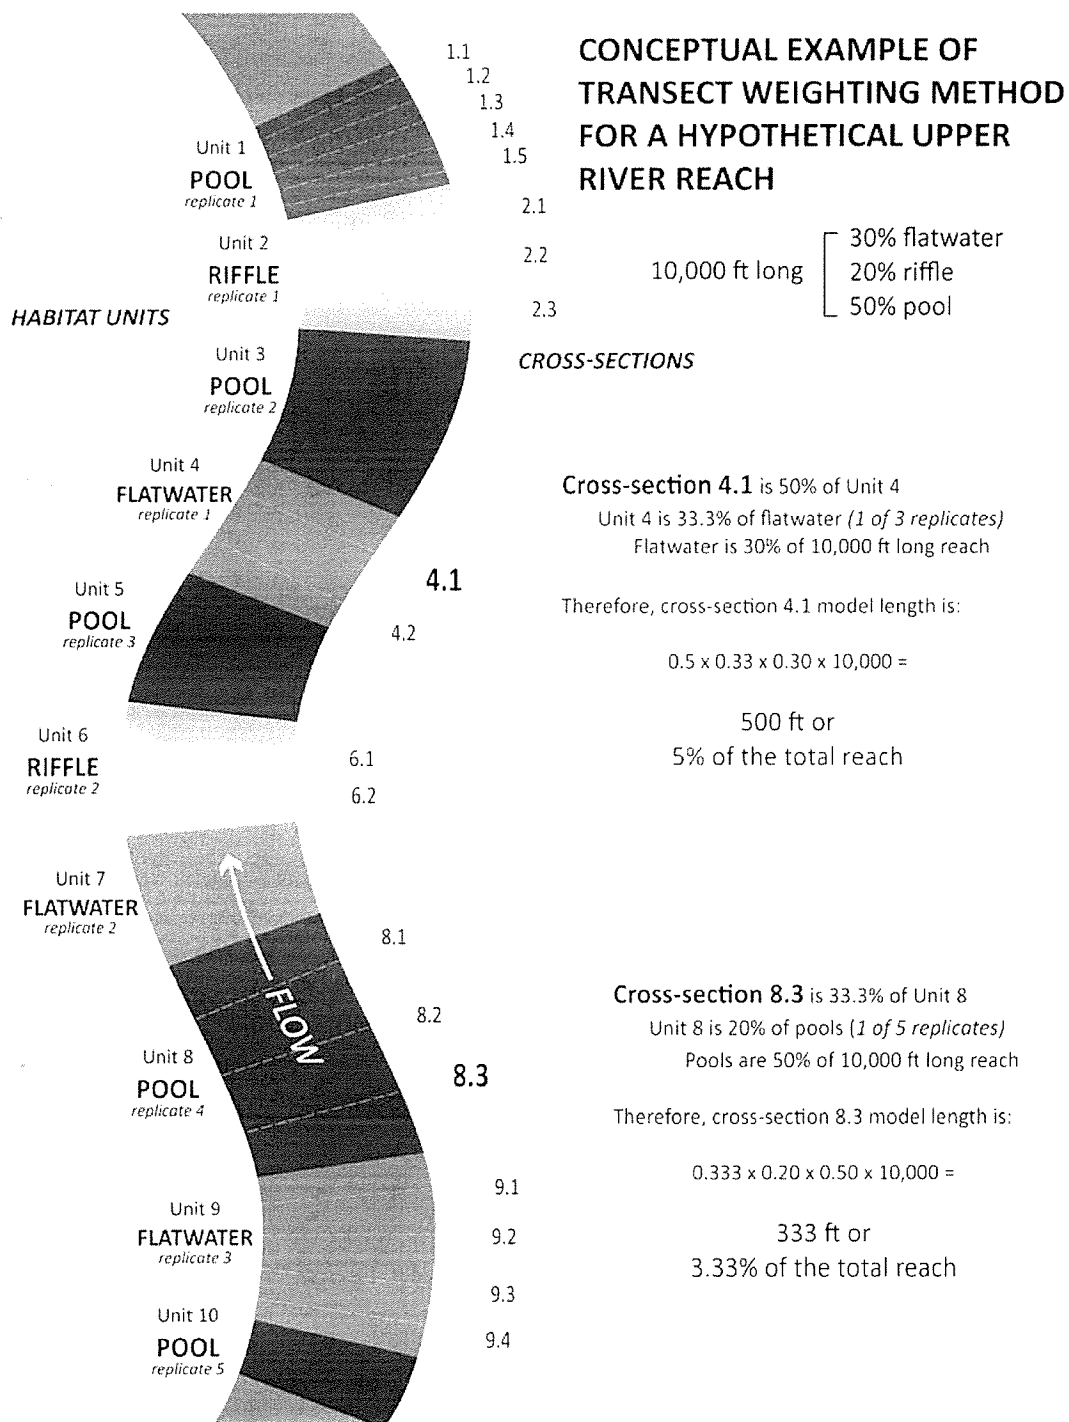 CONCEPTUAL EXAMPLE OF
TRANSECT WEIGHTING METHOD
FOR A HYPOTHETICAL UPPER
RIVER REACH
10,000 ft long
30% flatwater
20% riffle
50% pool
HABITAT UNITS
CROSS-SECTIONS
Unit 1
POOL
replicate 1
1.1
1.2
1.3
1.4
1.5
Unit 2
RIFFLE
replicate 1
2.1
2.2
2.3
Unit 3
POOL
replicate 2
Unit 4
FLATWATER
replicate 1
4.1
4.2
Unit 5
POOL
replicate 3
Unit 6
RIFFLE
replicate 2
6.1
6.2
Unit 7
FLATWATER
replicate 2
FLOW
Unit 8
POOL
replicate 4
8.1
8.2
8.3
Unit 9
FLATWATER
replicate 3
9.1
9.2
9.3
9.4
Unit 10
POOL
replicate 5
Cross-section 4.1 is 50% of Unit 4
Unit 4 is 33.3% of flatwater (1 of 3 replicates)
Flatwater is 30% of 10,000 ft long reach
Therefore, cross-section 4.1 model length is:
0.5 x 0.33 x 0.30 x 10,000 =
500 ft or
5% of the total reach
Cross-section 8.3 is 33.3% of Unit 8
Unit 8 is 20% of pools (1 of 5 replicates)
Pools are 50% of 10,000 ft long reach
Therefore, cross-section 8.3 model length is:
0.333 x 0.20 x 0.50 x 10,000 =
333 ft or
3.33% of the total reach